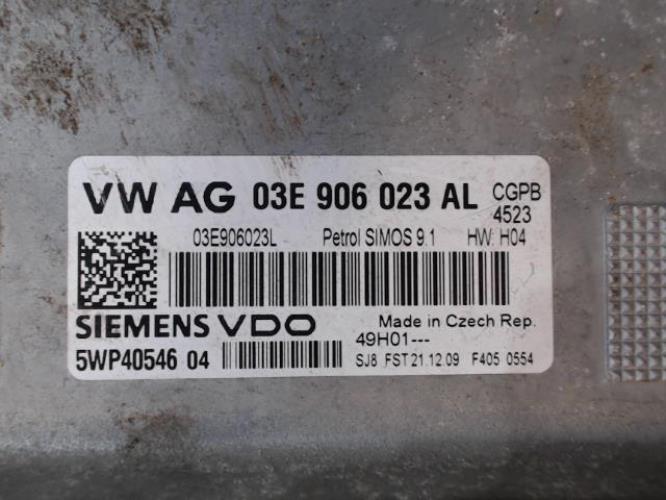 VW AG 03E 906 023 AL CGPB
4523
03E906023L Petrol SIMOS 9.1 HW: H04
SIEMENS VDO Made in Czech Rep.
49H01---
5WP40546 04 SJ8 FST 21.12.09 F405 0554